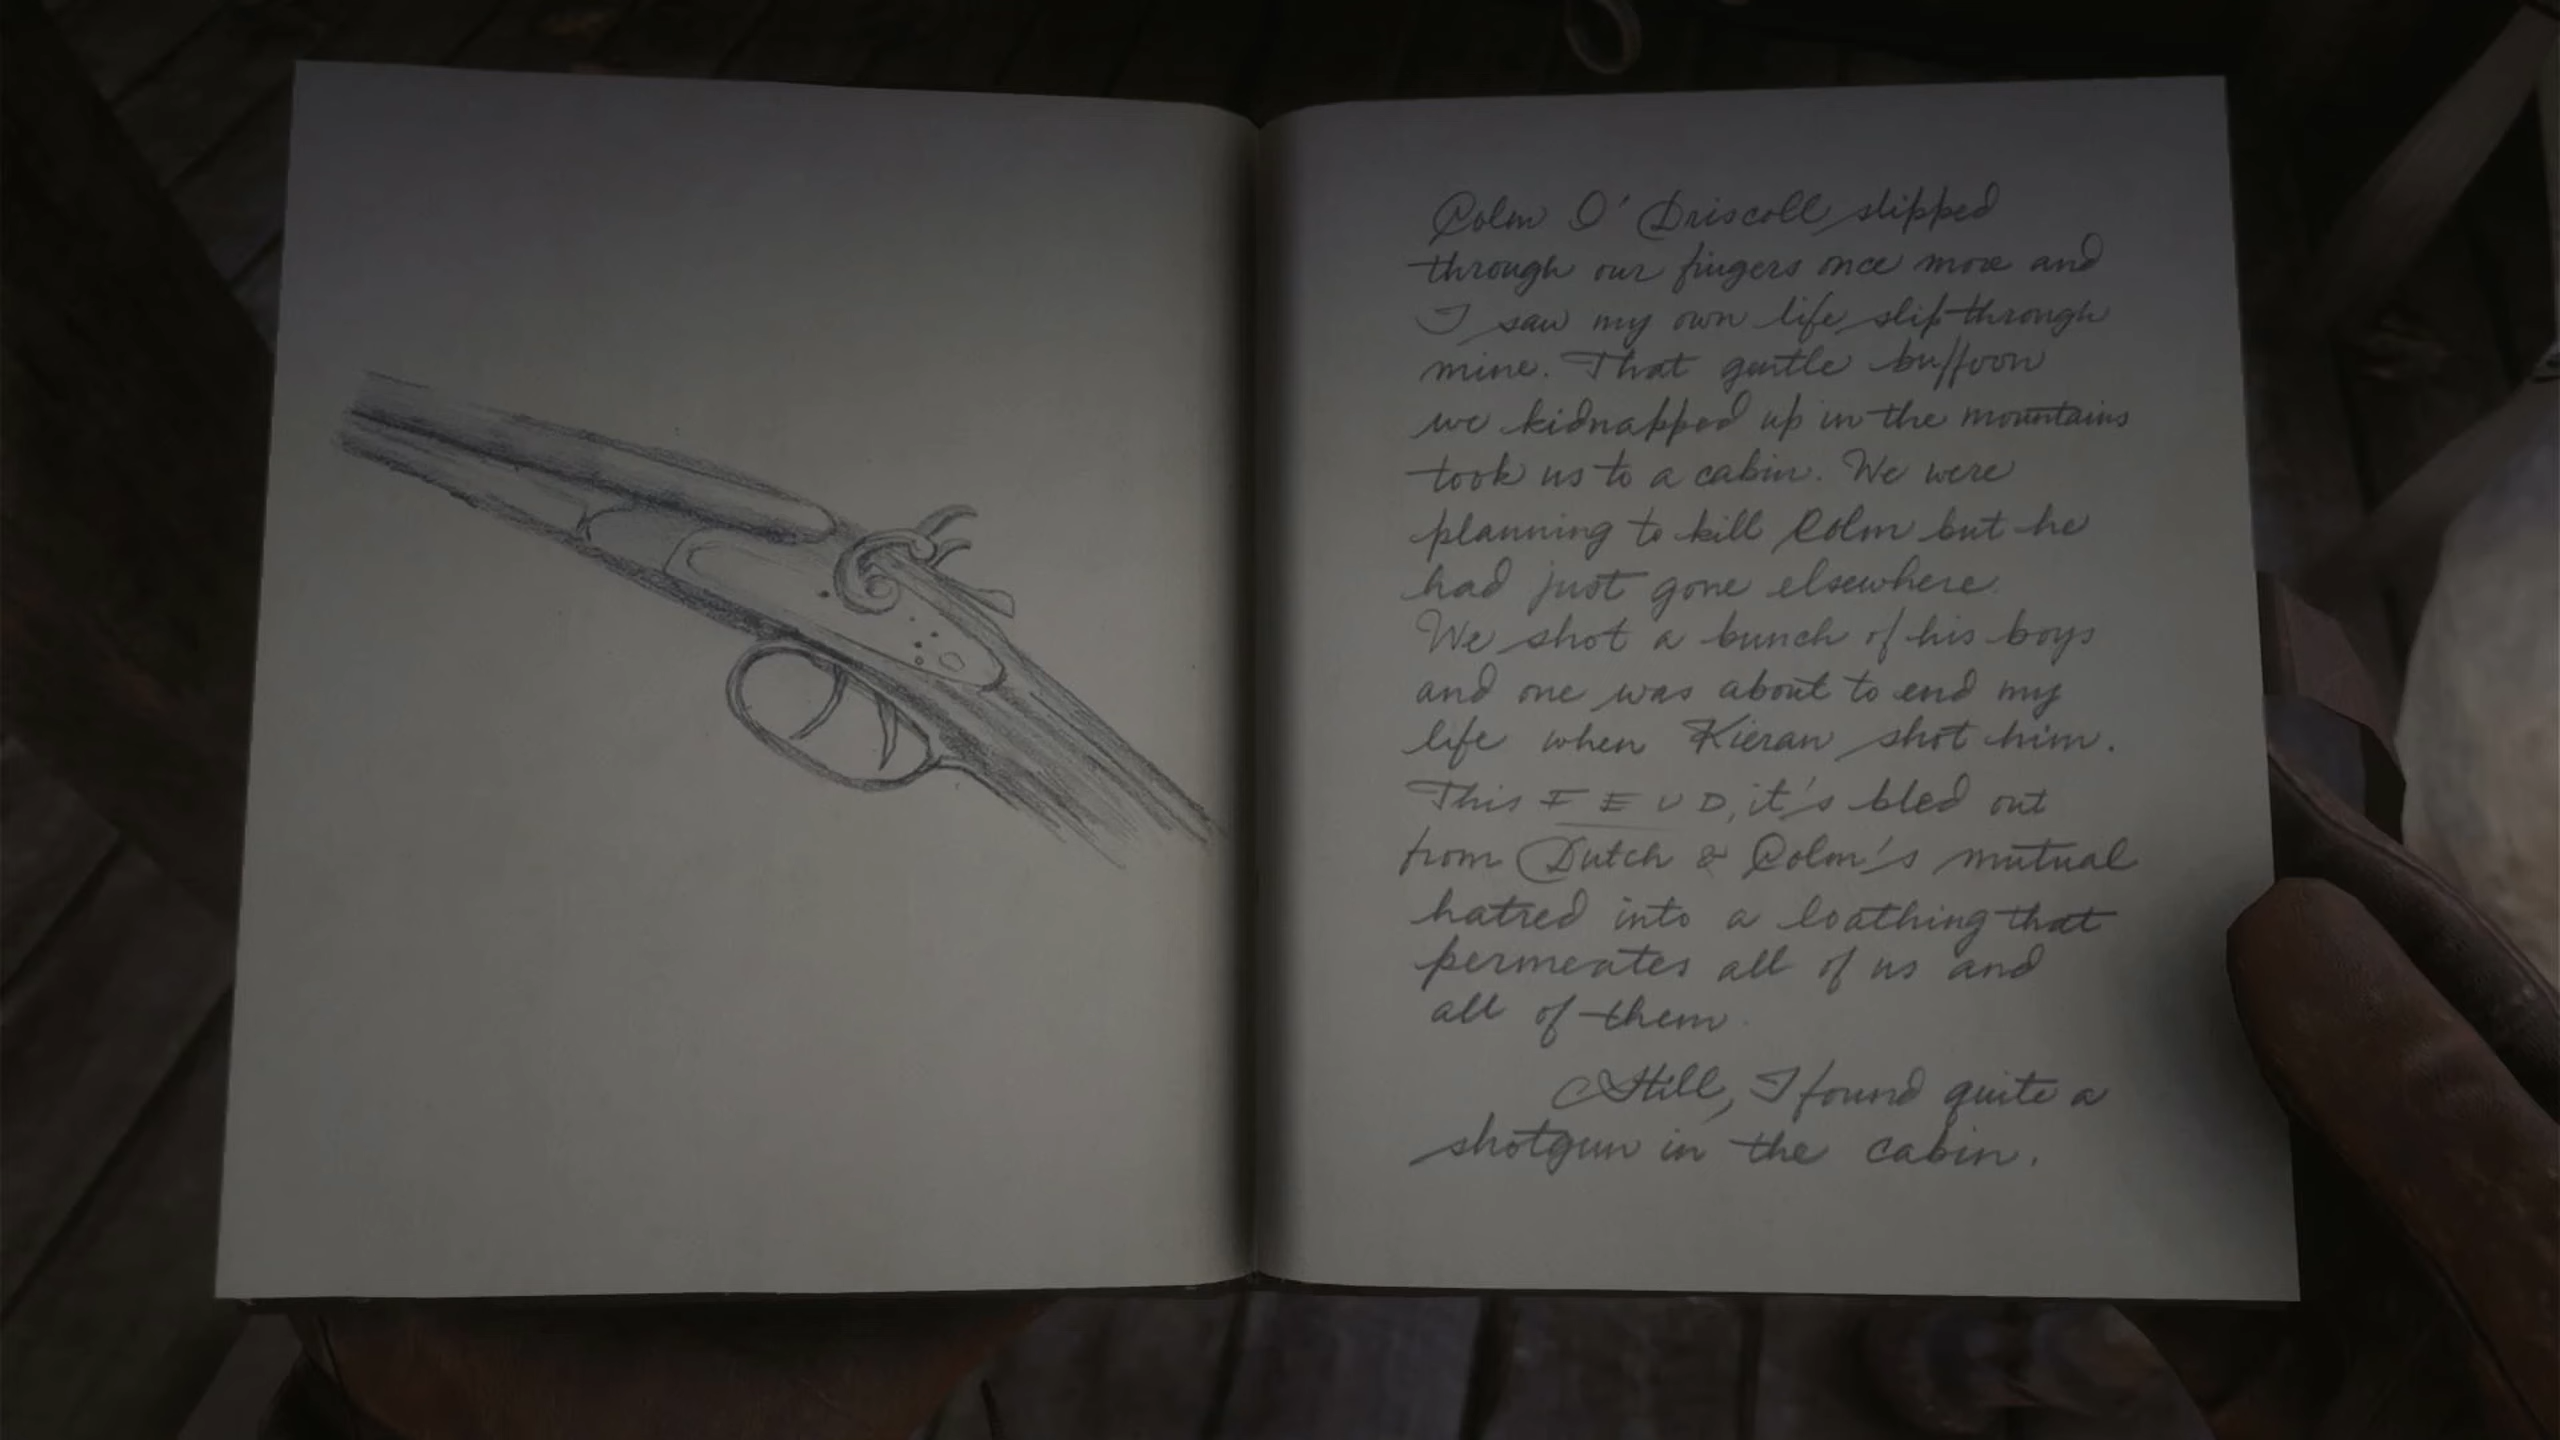 Colm O'Driscoll slipped
through our fingers once more and
I saw my own life slip through
mine. That gentle buffoon
we kidnapped up in the mountains
took us to a cabin. We were
planning to kill Colm but he
had just gone elsewhere.
We shot a bunch of his boys
and one was about to end my
life when Kieran shot him.
This FEUD, it's bled out
from Dutch & Colm's mutual
hatred into a loathing that
permeates all of us and
all of them.
Still, I found quite a
shotgun in the cabin.